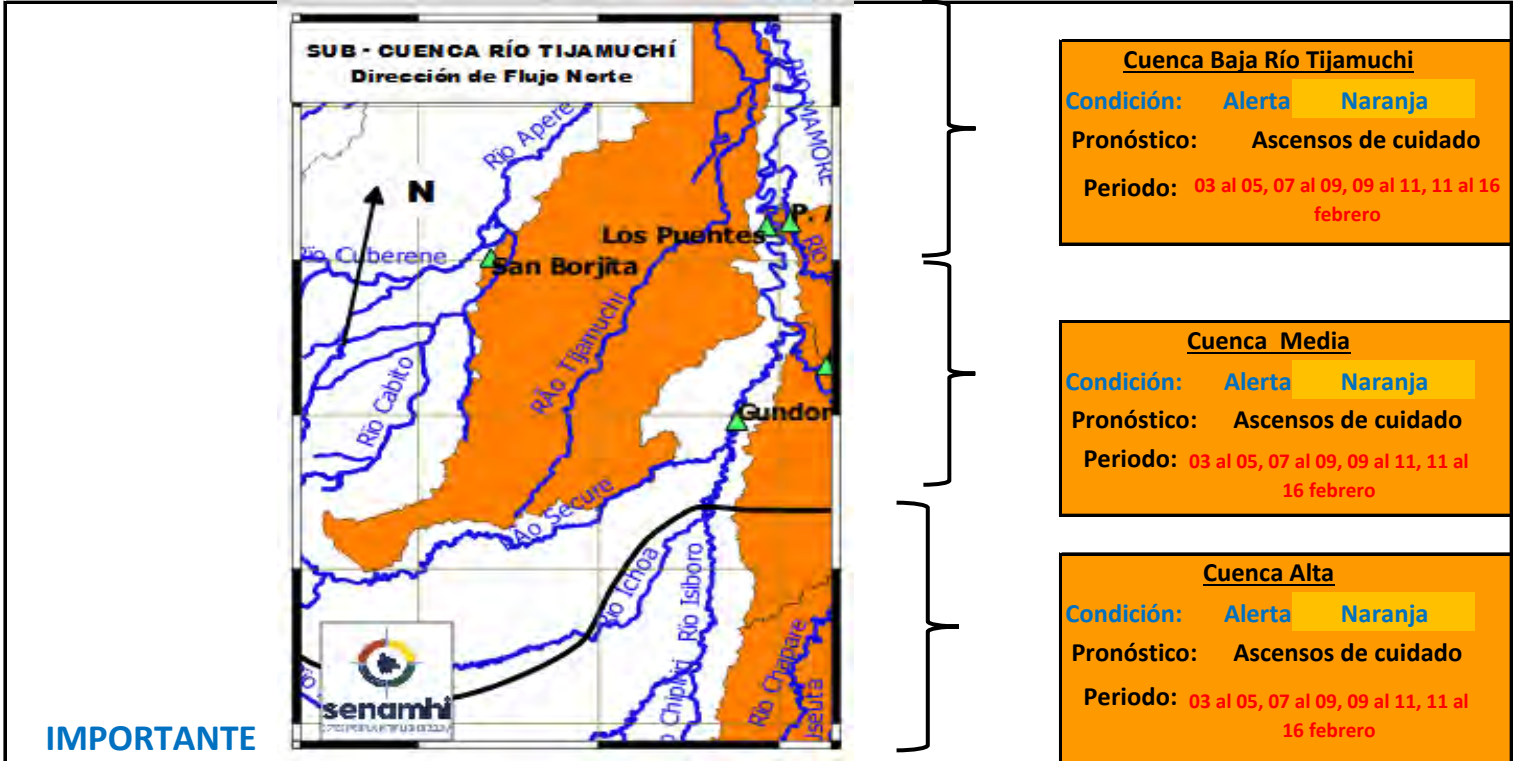 SUB - CUENCA RÍO TIJAMUCHÍ
Dirección de Flujo Norte
Río Apere
RÍO MAMORE
N
P.
Los Puentes
Río
Río Cuberene
San Borjita
RÃo Tijamuchi
Río Cabito
Gundor
RÃo Secure
Río Ichoa
Río Isiboro
Chipiri
Río Chapare
senamhi
IMPORTANTE
Cuenca Baja Río Tijamuchi
Condición: Alerta Naranja
Pronóstico: Ascensos de cuidado
Periodo: 03 al 05, 07 al 09, 09 al 11, 11 al 16
febrero
Cuenca Media
Condición: Alerta Naranja
Pronóstico: Ascensos de cuidado
Periodo: 03 al 05, 07 al 09, 09 al 11, 11 al
16 febrero
Cuenca Alta
Condición: Alerta Naranja
Pronóstico: Ascensos de cuidado
Periodo: 03 al 05, 07 al 09, 09 al 11, 11 al
16 febrero